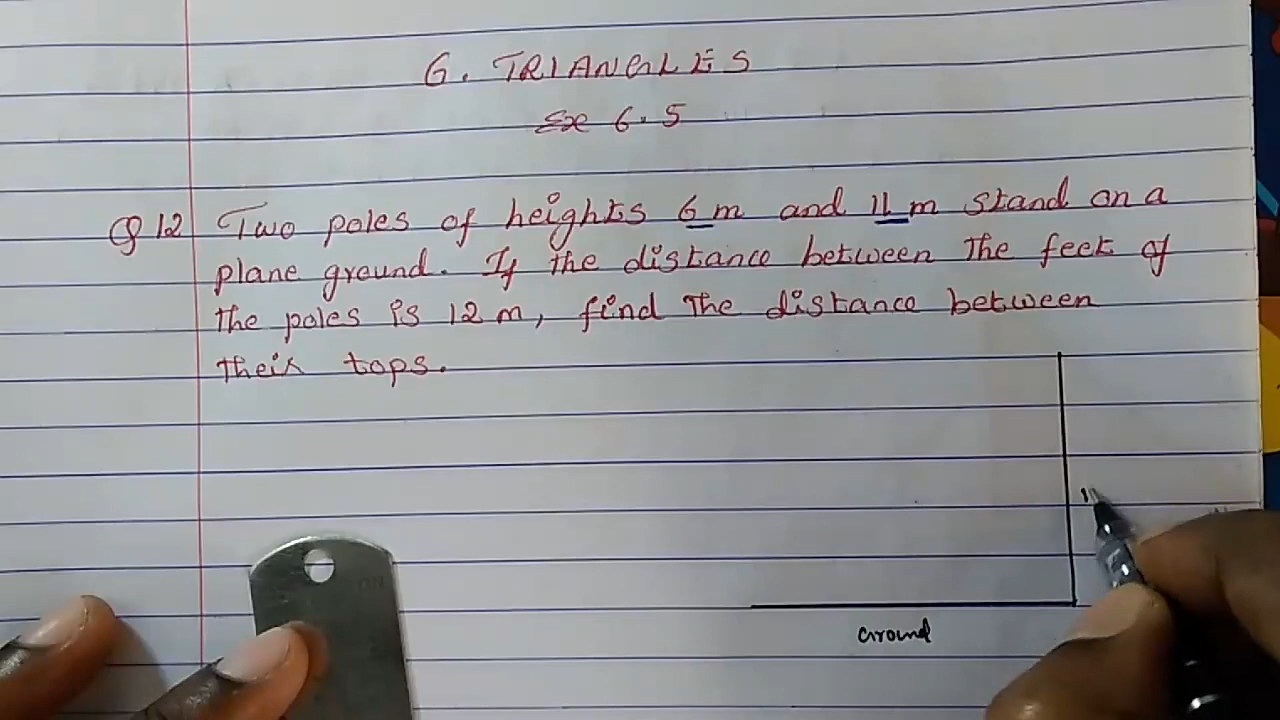 6. TRIANGLES
Ex 6.5
Q 12 Two poles of heights 6 m and 11 m stand on a
plane ground. If the distance between the feet of
the poles is 12 m, find the distance between
their tops.
Ground